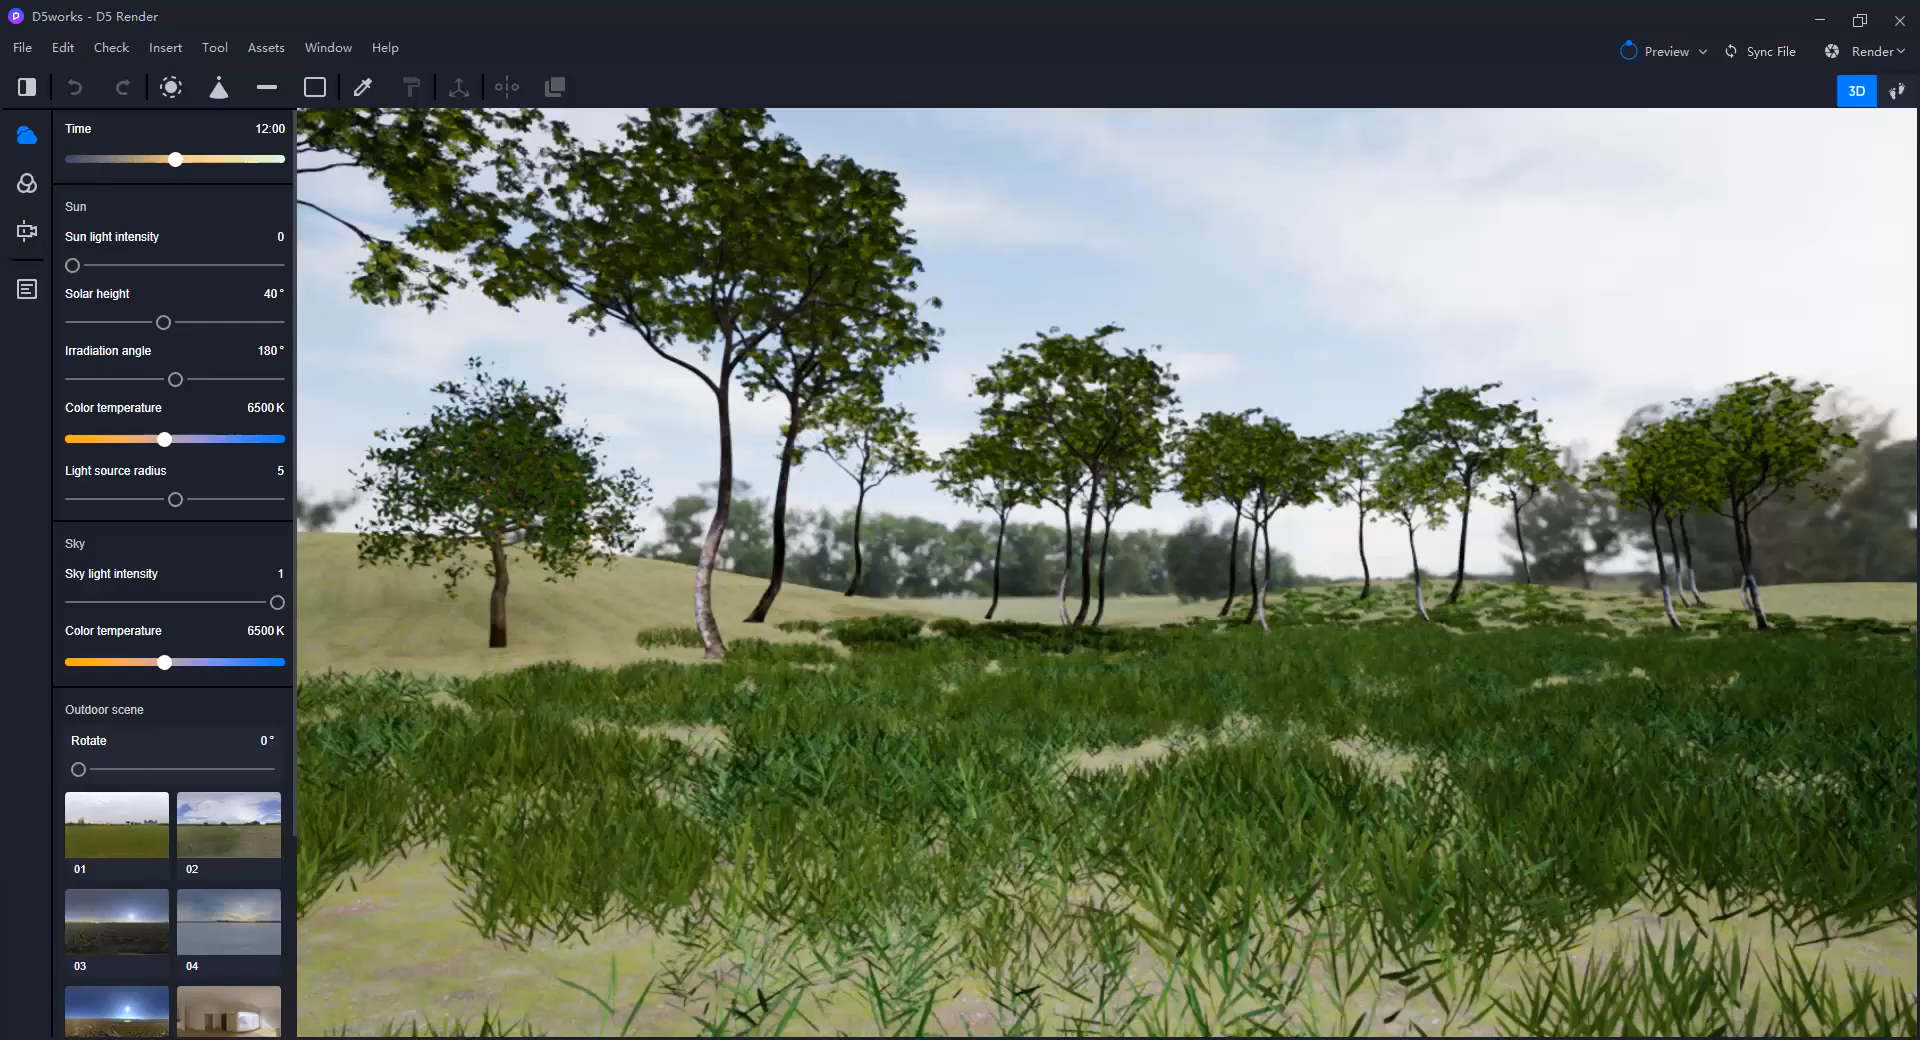 D5works - D5 Render
File Edit Check Insert Tool Assets Window Help
Preview Sync File Render
3D
Time 12:00
Sun
Sun light intensity 0
Solar height 40°
Irradiation angle 180°
Color temperature 6500 K
Light source radius 5
Sky
Sky light intensity 1
Color temperature 6500 K
Outdoor scene
Rotate 0°
01 02
03 04